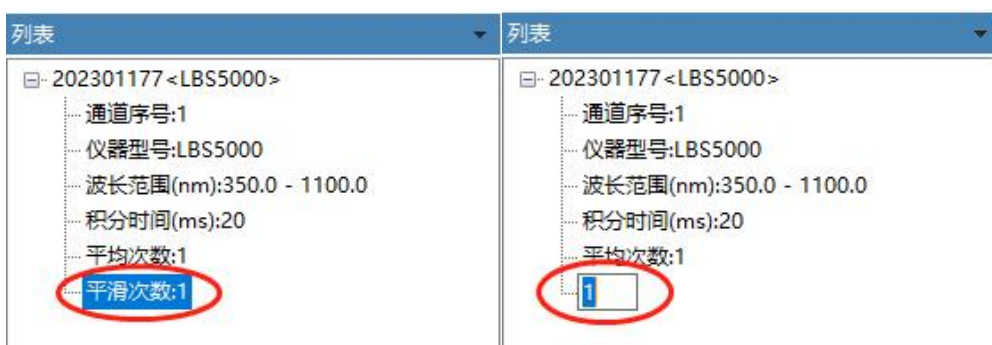 列表
202301177<LBS5000>
通道序号:1
仪器型号:LBS5000
波长范围(nm):350.0 - 1100.0
积分时间(ms):20
平均次数:1
平滑次数:1
列表
202301177<LBS5000>
通道序号:1
仪器型号:LBS5000
波长范围(nm):350.0 - 1100.0
积分时间(ms):20
平均次数:1
1